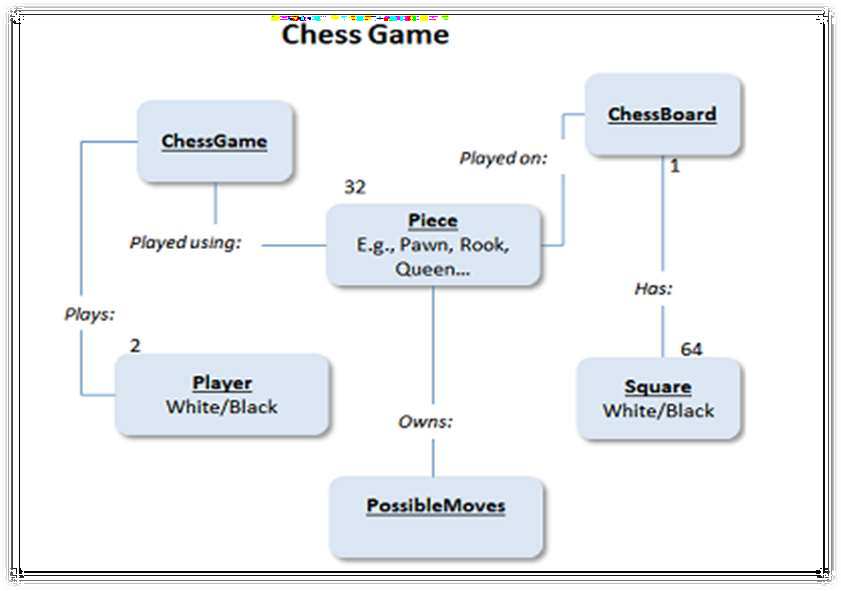 Chess Game
ChessGame
ChessBoard
Played on:
1
32
Piece
E.g., Pawn, Rook,
Queen...
Played using:
Has:
Plays:
2
64
Player
White/Black
Square
White/Black
Owns:
PossibleMoves